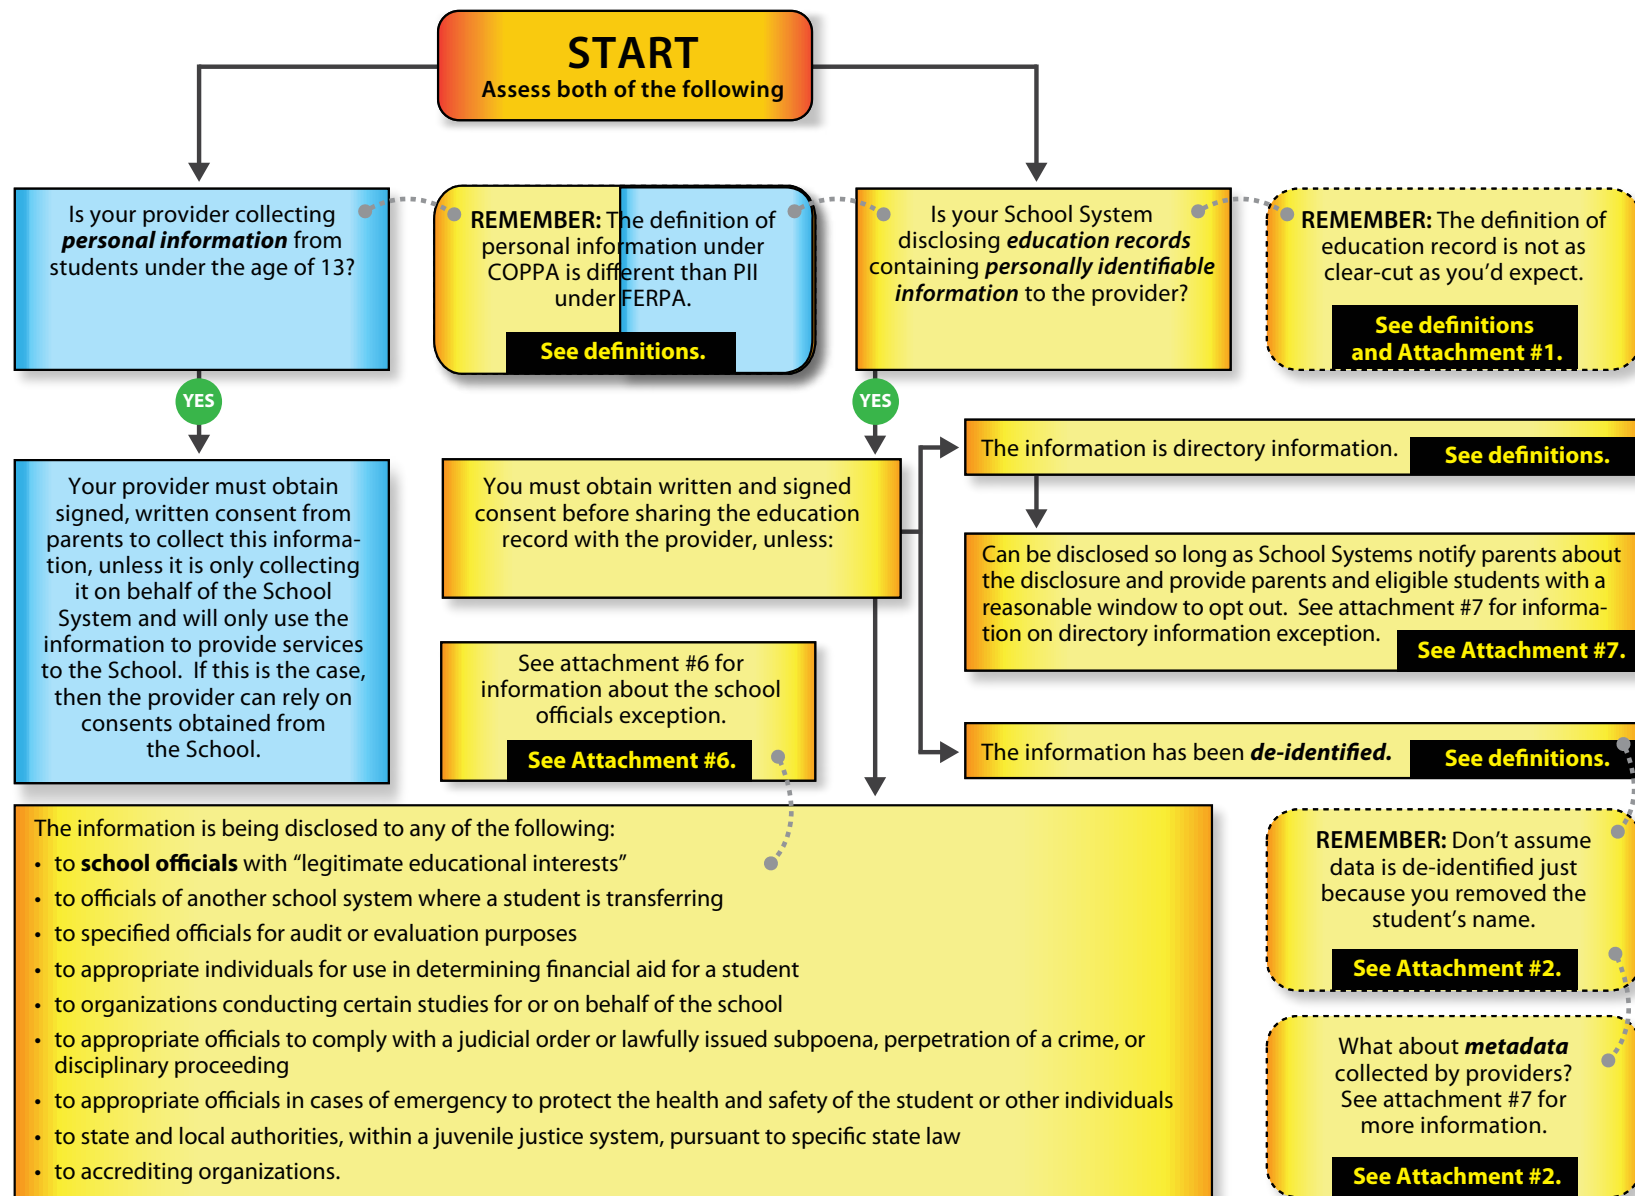 START
Assess both of the following
Is your provider collecting
personal information from
students under the age of 13?
REMEMBER: The definition of
personal information under
COPPA is different than PII
under FERPA.
See definitions.
Is your School System
disclosing education records
containing personally identifiable
information to the provider?
REMEMBER: The definition of
education record is not as
clear-cut as you'd expect.
See definitions
and Attachment #1.
YES
YES
Your provider must obtain
signed, written consent from
parents to collect this informa-
tion, unless it is only collecting
it on behalf of the School
System and will only use the
information to provide services
to the School. If this is the case,
then the provider can rely on
consents obtained from
the School.
You must obtain written and signed
consent before sharing the education
record with the provider, unless:
The information is directory information.
See definitions.
Can be disclosed so long as School Systems notify parents about
the disclosure and provide parents and eligible students with a
reasonable window to opt out. See attachment #7 for informa-
tion on directory information exception.
See Attachment #7.
See attachment #6 for
information about the school
officials exception.
See Attachment #6.
The information has been de-identified.
See definitions.
The information is being disclosed to any of the following:
• to school officials with “legitimate educational interests”
• to officials of another school system where a student is transferring
• to specified officials for audit or evaluation purposes
• to appropriate individuals for use in determining financial aid for a student
• to organizations conducting certain studies for or on behalf of the school
• to appropriate officials to comply with a judicial order or lawfully issued subpoena, perpetration of a crime, or
disciplinary proceeding
• to appropriate officials in cases of emergency to protect the health and safety of the student or other individuals
• to state and local authorities, within a juvenile justice system, pursuant to specific state law
• to accrediting organizations.
REMEMBER: Don't assume
data is de-identified just
because you removed the
student's name.
See Attachment #2.
What about metadata
collected by providers?
See attachment #7 for
more information.
See Attachment #2.